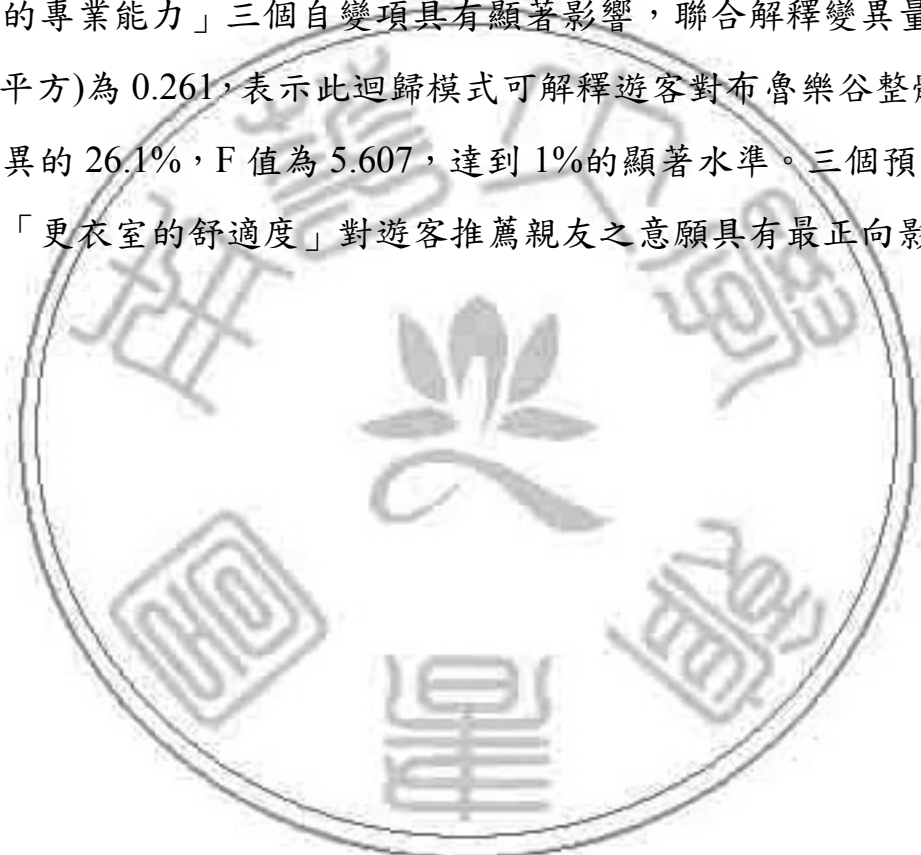 的專業能力」三個自變項具有顯著影響，聯合解釋變異量
平方)為 0.261，表示此迴歸模式可解釋遊客對布魯樂谷整
異的 26.1%，F 值為 5.607，達到 1%的顯著水準。三個預
「更衣室的舒適度」對遊客推薦親友之意願具有最正向影